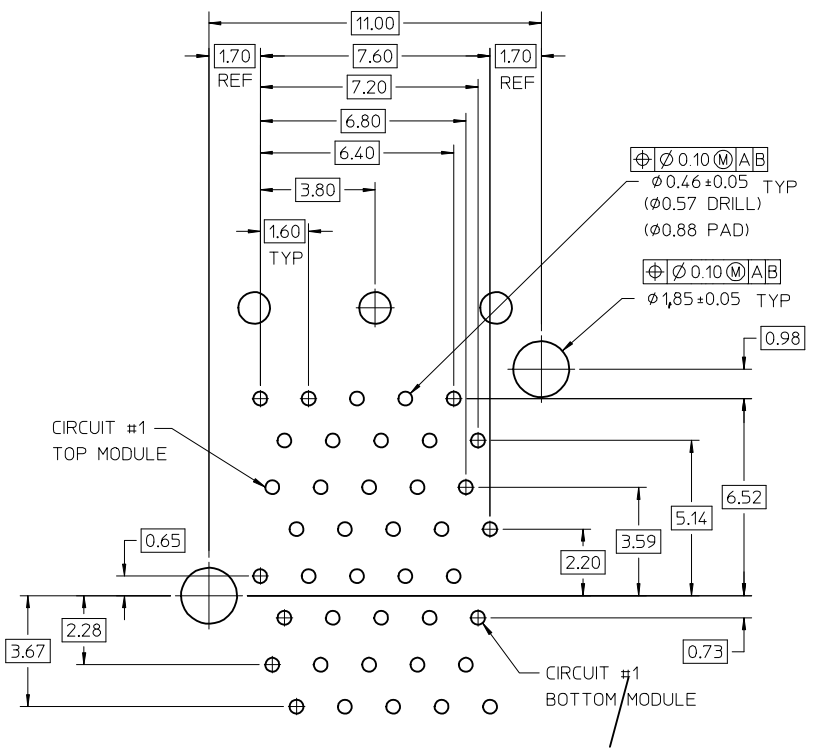 11.00
1.70 7.60 1.70
REF REF
7.20
6.80
6.40
3.80
1.60
TYP
⌖ Ø 0.10 Ⓜ A B
Ø0.46±0.05 TYP
(Ø0.57 DRILL)
(Ø0.88 PAD)
⌖ Ø 0.10 Ⓜ A B
Ø1,85±0.05 TYP
0.98
CIRCUIT #1
TOP MODULE
6.52
5.14
3.59
2.20
0.65
2.28
3.67
0.73
CIRCUIT #1
BOTTOM MODULE